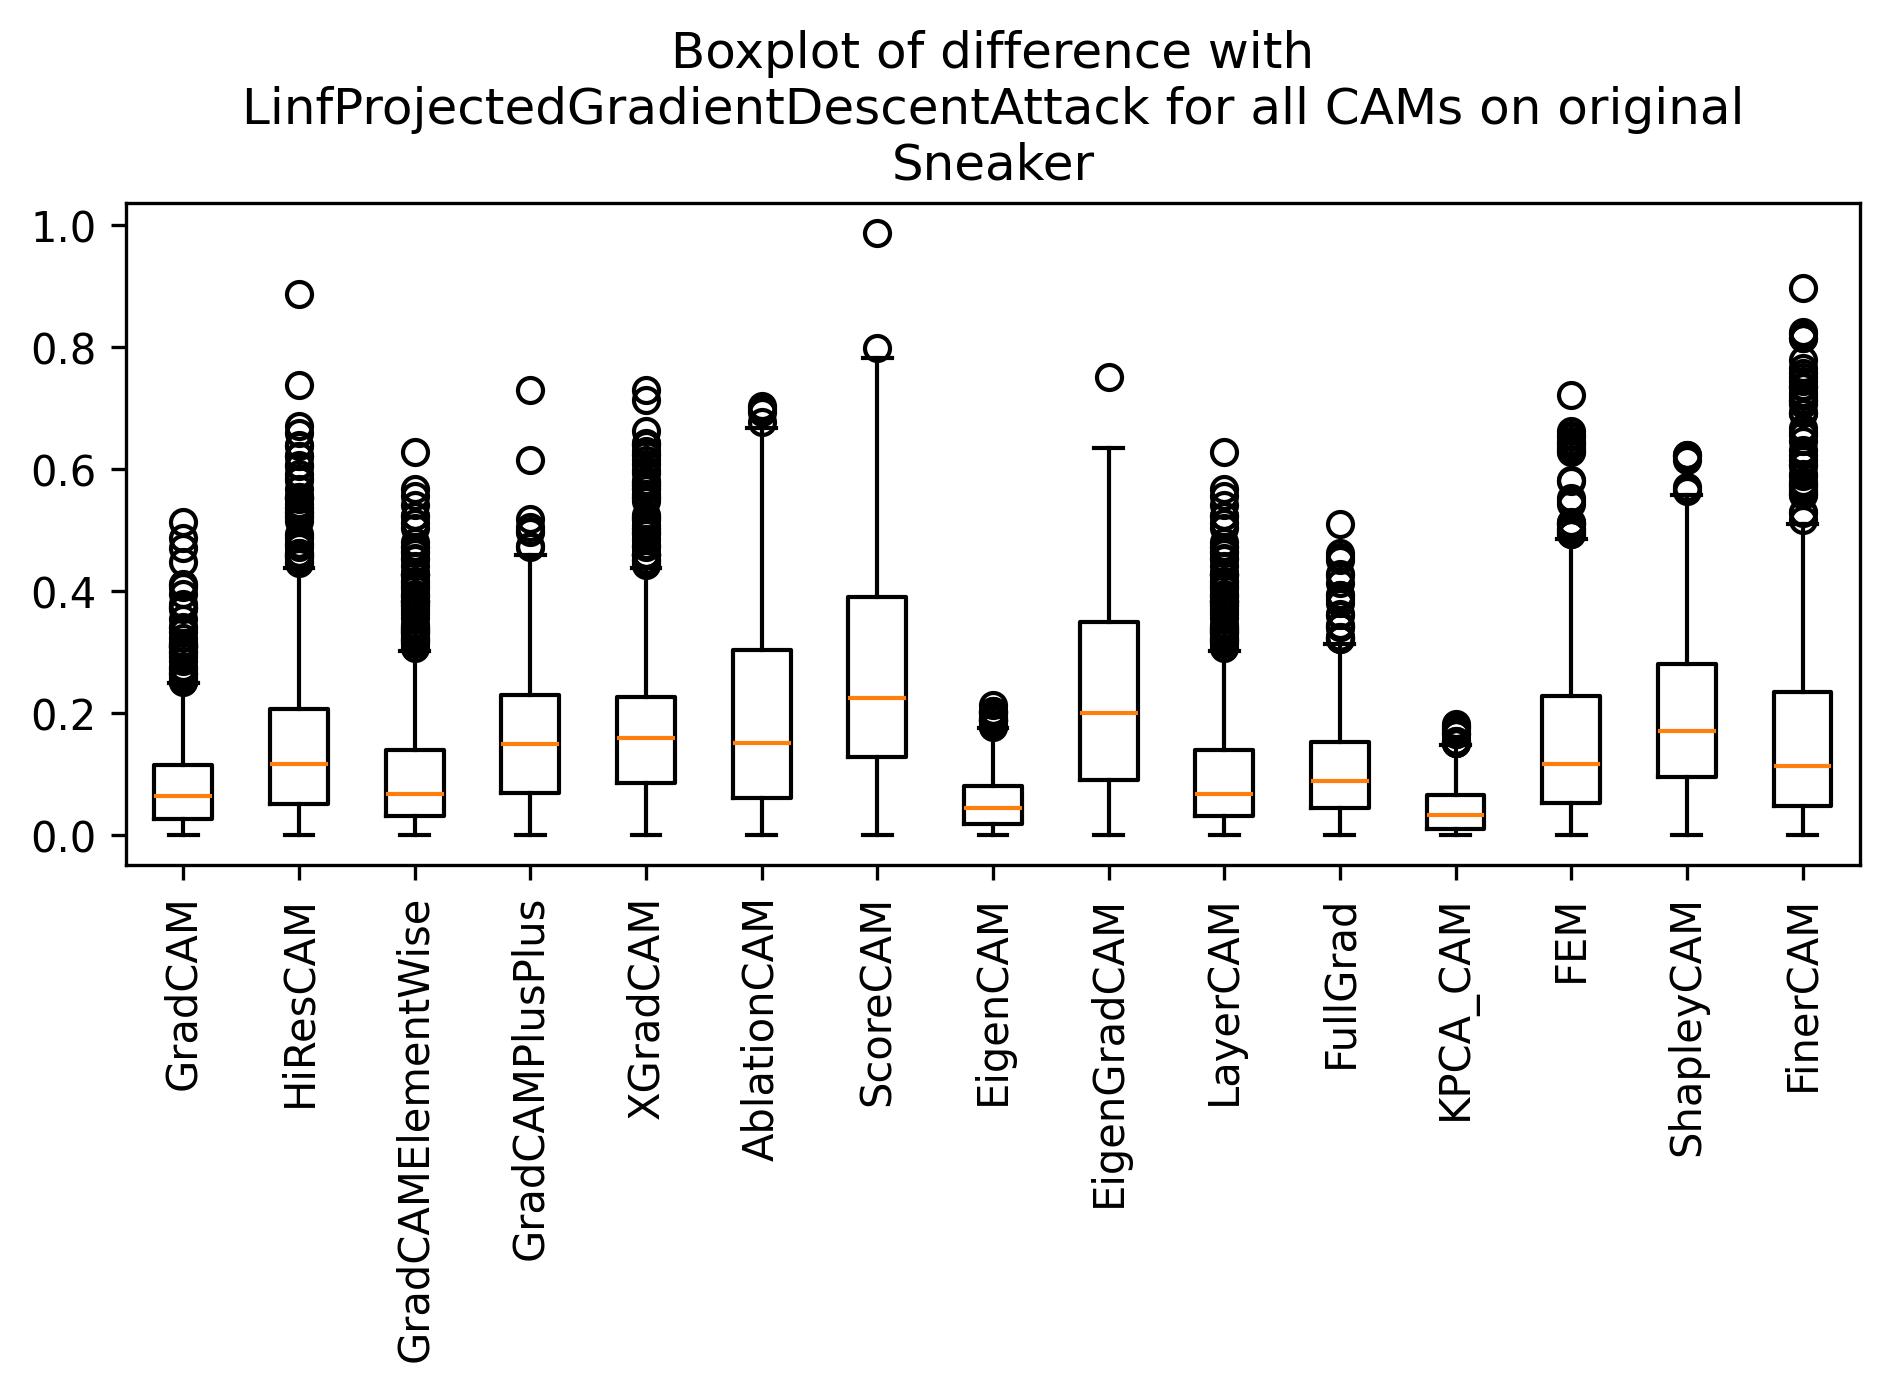 Boxplot of difference with
LinfProjectedGradientDescentAttack for all CAMs on original
Sneaker
1.0
0.8
0.6
0.4
0.2
0.0
GradCAM
HiResCAM
GradCAMElementWise
GradCAMPlusPlus
XGradCAM
AblationCAM
ScoreCAM
EigenCAM
EigenGradCAM
LayerCAM
FullGrad
KPCA_CAM
FEM
ShapleyCAM
FinerCAM